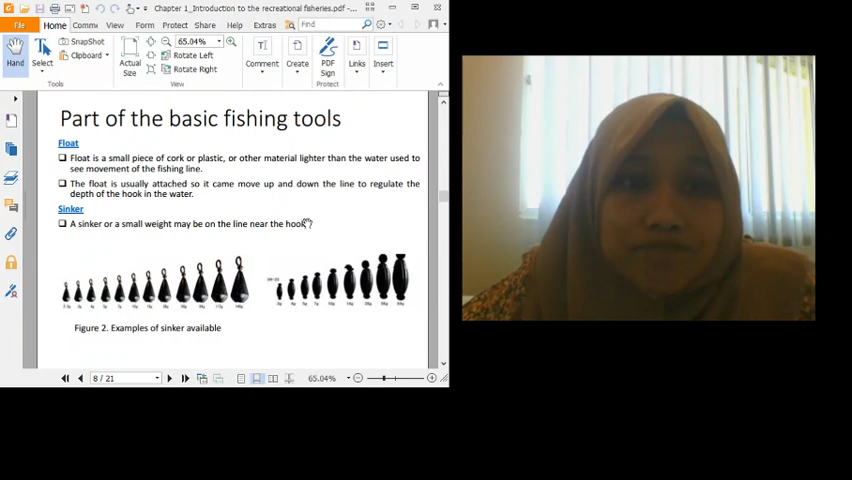 Chapter 1_Introduction to the recreational fisheries.pdf -...
File Home Comme View Form Protect Share Help Extras Find
Hand
Select
SnapShot
Clipboard
Tools
Actual Size
65.04%
Rotate Left
Rotate Right
View
Comment
Create
PDF Sign
Protect
Links
Insert
Part of the basic fishing tools
Float
Float is a small piece of cork or plastic, or other material lighter than the water used to
see movement of the fishing line.
The float is usually attached so it came move up and down the line to regulate the
depth of the hook in the water.
Sinker
A sinker or a small weight may be on the line near the hook
Figure 2. Examples of sinker available
8 / 21
65.04%